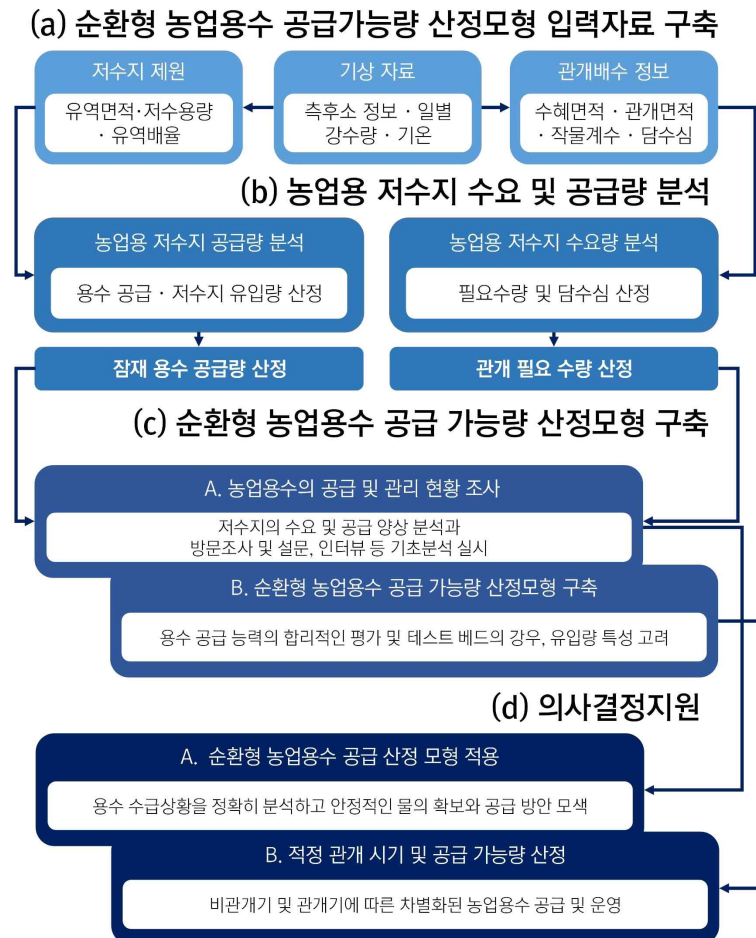 (a) 순환형 농업용수 공급가능량 산정모형 입력자료 구축
저수지 제원
유역면적·저수용량
· 유역배율
기상 자료
측후소 정보 · 일별
강수량 · 기온
관개배수 정보
수혜면적 · 관개면적
· 작물계수 · 담수심
(b) 농업용 저수지 수요 및 공급량 분석
농업용 저수지 공급량 분석
용수 공급 · 저수지 유입량 산정
잠재 용수 공급량 산정
농업용 저수지 수요량 분석
필요수량 및 담수심 산정
관개 필요 수량 산정
(c) 순환형 농업용수 공급 가능량 산정모형 구축
A. 농업용수의 공급 및 관리 현황 조사
저수지의 수요 및 공급 양상 분석과
방문조사 및 설문, 인터뷰 등 기초분석 실시
B. 순환형 농업용수 공급 가능량 산정모형 구축
용수 공급 능력의 합리적인 평가 및 테스트 베드의 강우, 유입량 특성 고려
(d) 의사결정지원
A. 순환형 농업용수 공급 산정 모형 적용
용수 수급상황을 정확히 분석하고 안정적인 물의 확보와 공급 방안 모색
B. 적정 관개 시기 및 공급 가능량 산정
비관개기 및 관개기에 따른 차별화된 농업용수 공급 및 운영